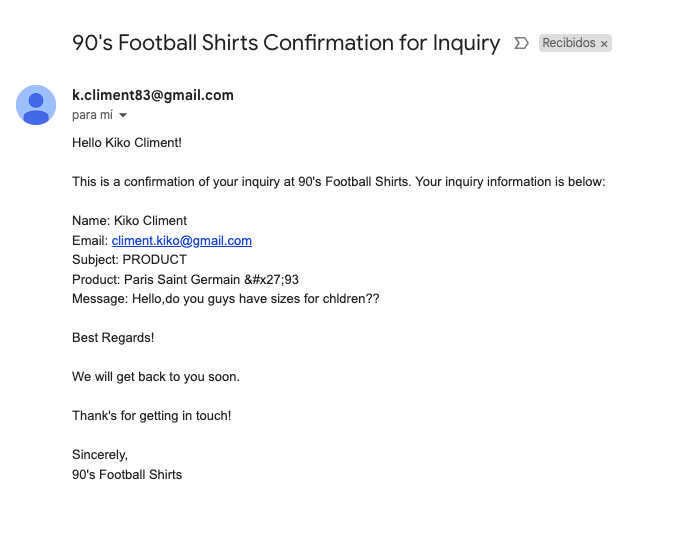 90's Football Shirts Confirmation for Inquiry
Recibidos x
k.climent83@gmail.com
para mí
Hello Kiko Climent!
This is a confirmation of your inquiry at 90's Football Shirts. Your inquiry information is below:
Name: Kiko Climent
Email: climent.kiko@gmail.com
Subject: PRODUCT
Product: Paris Saint Germain &#x27;93
Message: Hello,do you guys have sizes for chldren??
Best Regards!
We will get back to you soon.
Thank's for getting in touch!
Sincerely,
90's Football Shirts